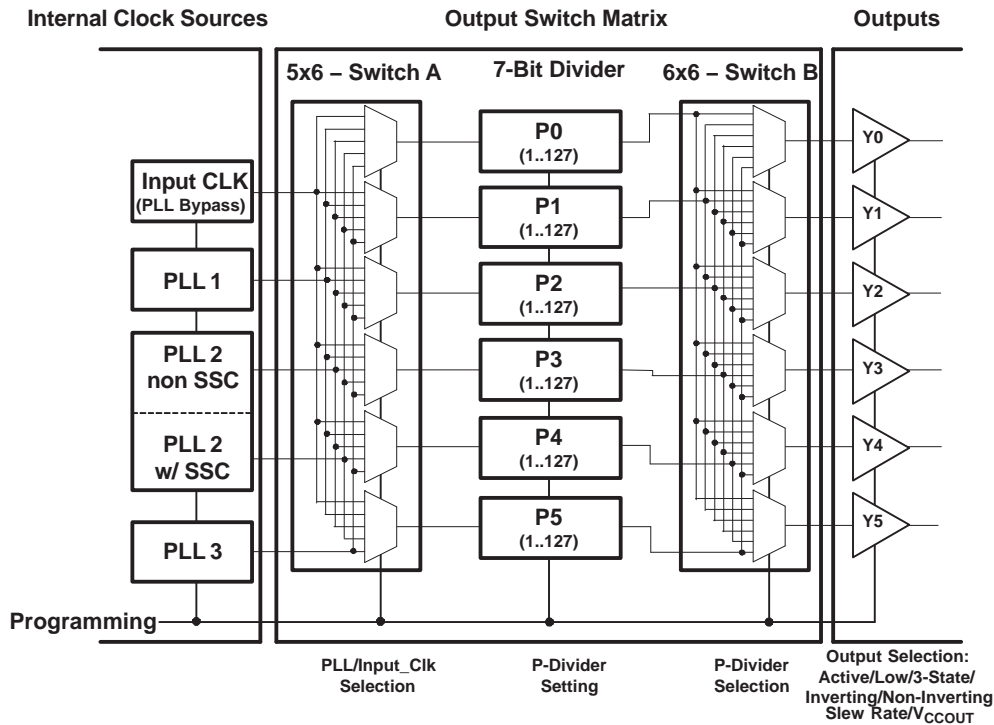 Internal Clock Sources
Output Switch Matrix
Outputs
5x6 – Switch A
7-Bit Divider
6x6 – Switch B
Input CLK
(PLL Bypass)
PLL 1
PLL 2
non SSC
PLL 2
w/ SSC
PLL 3
P0
(1..127)
P1
(1..127)
P2
(1..127)
P3
(1..127)
P4
(1..127)
P5
(1..127)
Y0
Y1
Y2
Y3
Y4
Y5
Programming
PLL/Input_Clk
Selection
P-Divider
Setting
P-Divider
Selection
Output Selection:
Active/Low/3-State/
Inverting/Non-Inverting
Slew Rate/VCCOUT